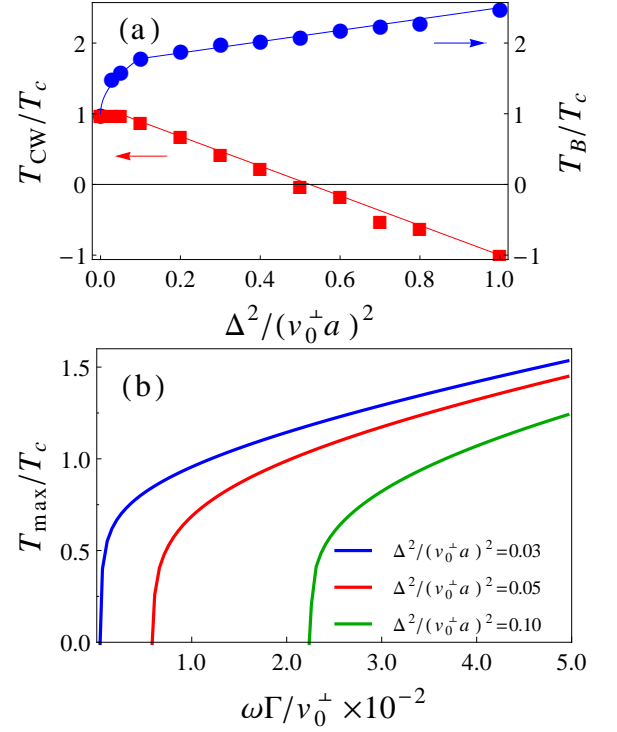 (a)
2
1
0
−1
T_CW/T_c
2
1
0
−1
T_B/T_c
0.0 0.2 0.4 0.6 0.8 1.0
Δ²/(v₀^⊥ a)²
(b)
1.5
1.0
0.5
0.0
T_max/T_c
Δ²/(v₀^⊥ a)²=0.03
Δ²/(v₀^⊥ a)²=0.05
Δ²/(v₀^⊥ a)²=0.10
1.0 2.0 3.0 4.0 5.0
ωΓ/v₀^⊥ ×10⁻²